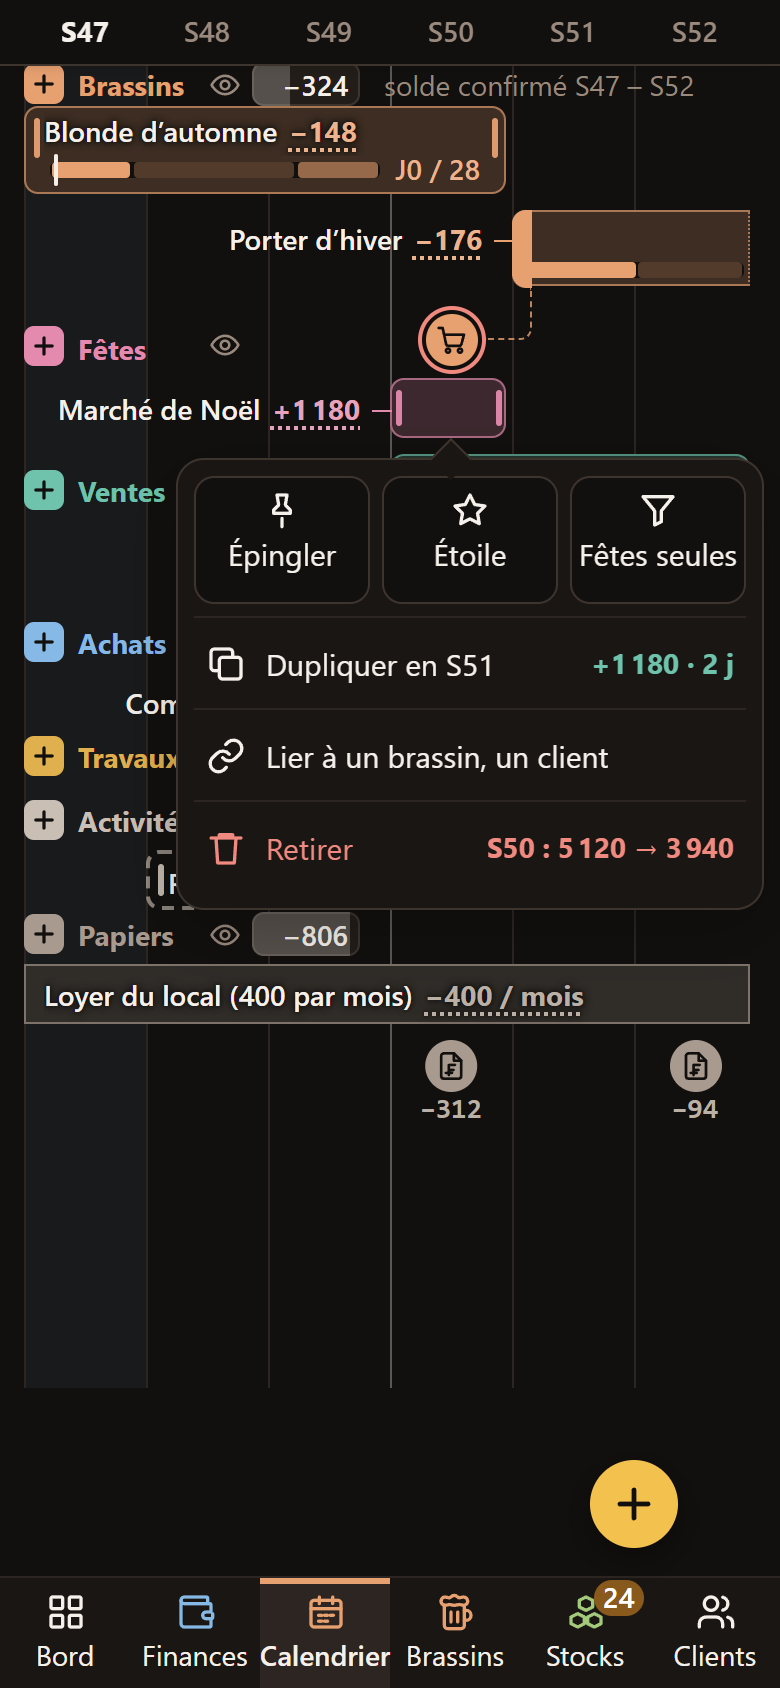 S47 S48 S49 S50 S51 S52
Brassins −324 solde confirmé S47 – S52
Blonde d’automne −148
J0 / 28
Porter d’hiver −176
Fêtes
Marché de Noël +1 180
Ventes
Épingler Étoile Fêtes seules
Achats
Dupliquer en S51 +1 180 · 2 j
Com
Travaux
Lier à un brassin, un client
Activité
Retirer S50 : 5 120 → 3 940
Papiers −806
Loyer du local (400 par mois) −400 / mois
−312 −94
24
Bord Finances Calendrier Brassins Stocks Clients